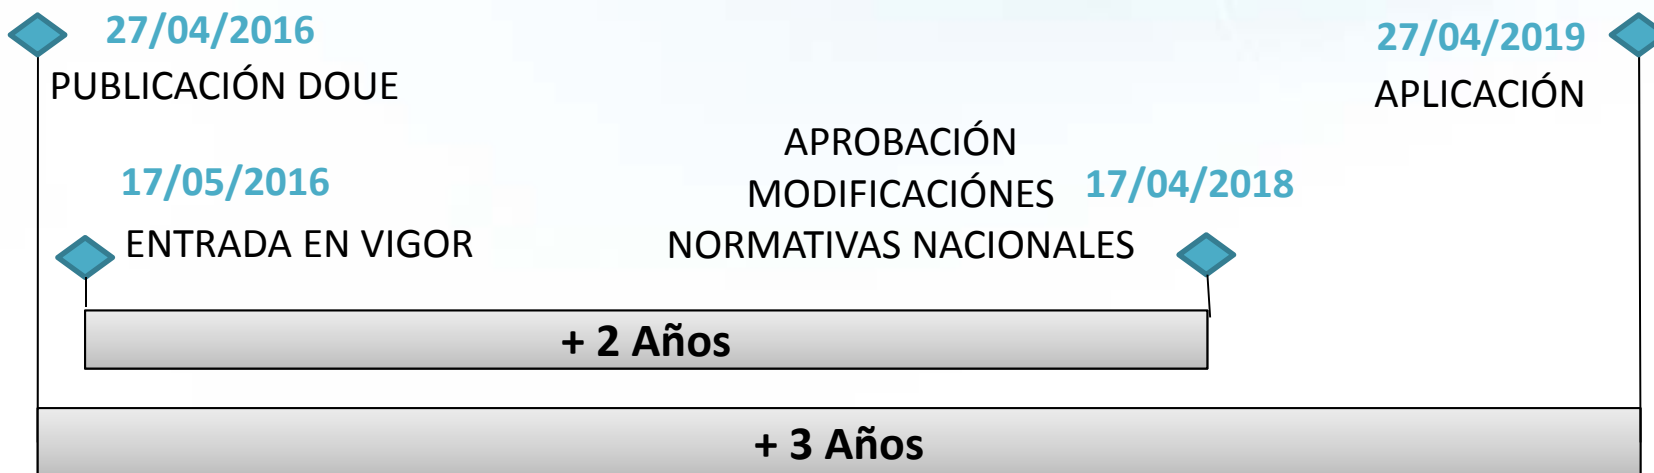 27/04/2016
PUBLICACIÓN DOUE
27/04/2019
APLICACIÓN
17/05/2016
ENTRADA EN VIGOR
APROBACIÓN
MODIFICACIÓNES
NORMATIVAS NACIONALES
17/04/2018
+ 2 Años
+ 3 Años